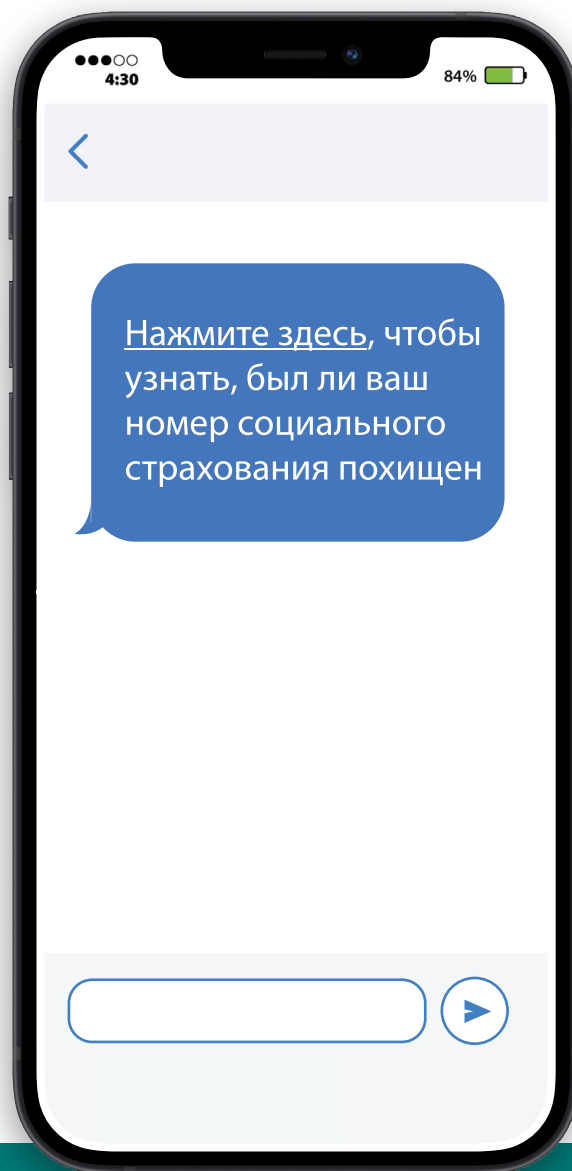 4:30
84%
Нажмите здесь, чтобы
узнать, был ли ваш
номер социального
страхования похищен